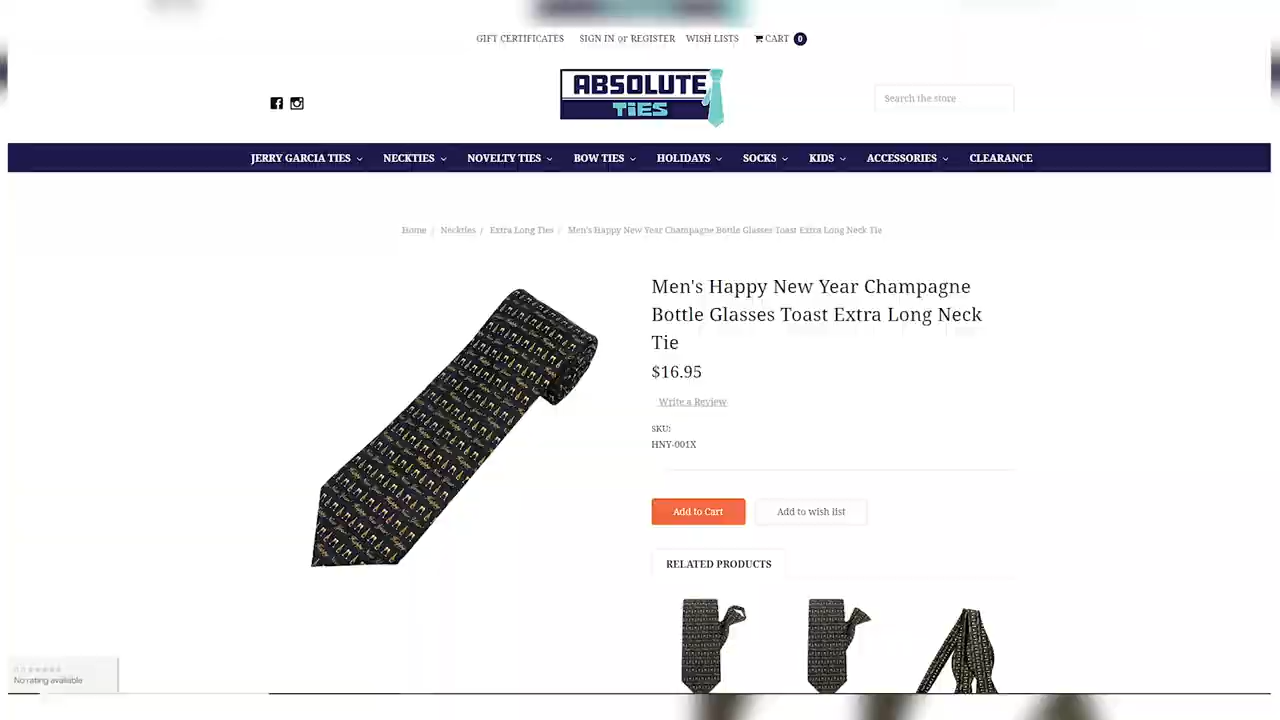 GIFT CERTIFICATES SIGN IN or REGISTER WISH LISTS CART 0
ABSOLUTE
TiES
Search the store
JERRY GARCIA TIES NECKTIES NOVELTY TIES BOW TIES HOLIDAYS SOCKS KIDS ACCESSORIES CLEARANCE
Home / Neckties / Extra Long Ties / Men's Happy New Year Champagne Bottle Glasses Toast Extra Long Neck Tie
Men's Happy New Year Champagne
Bottle Glasses Toast Extra Long Neck
Tie
$16.95
Write a Review
SKU:
HNY-001X
Add to Cart Add to wish list
RELATED PRODUCTS
No rating available